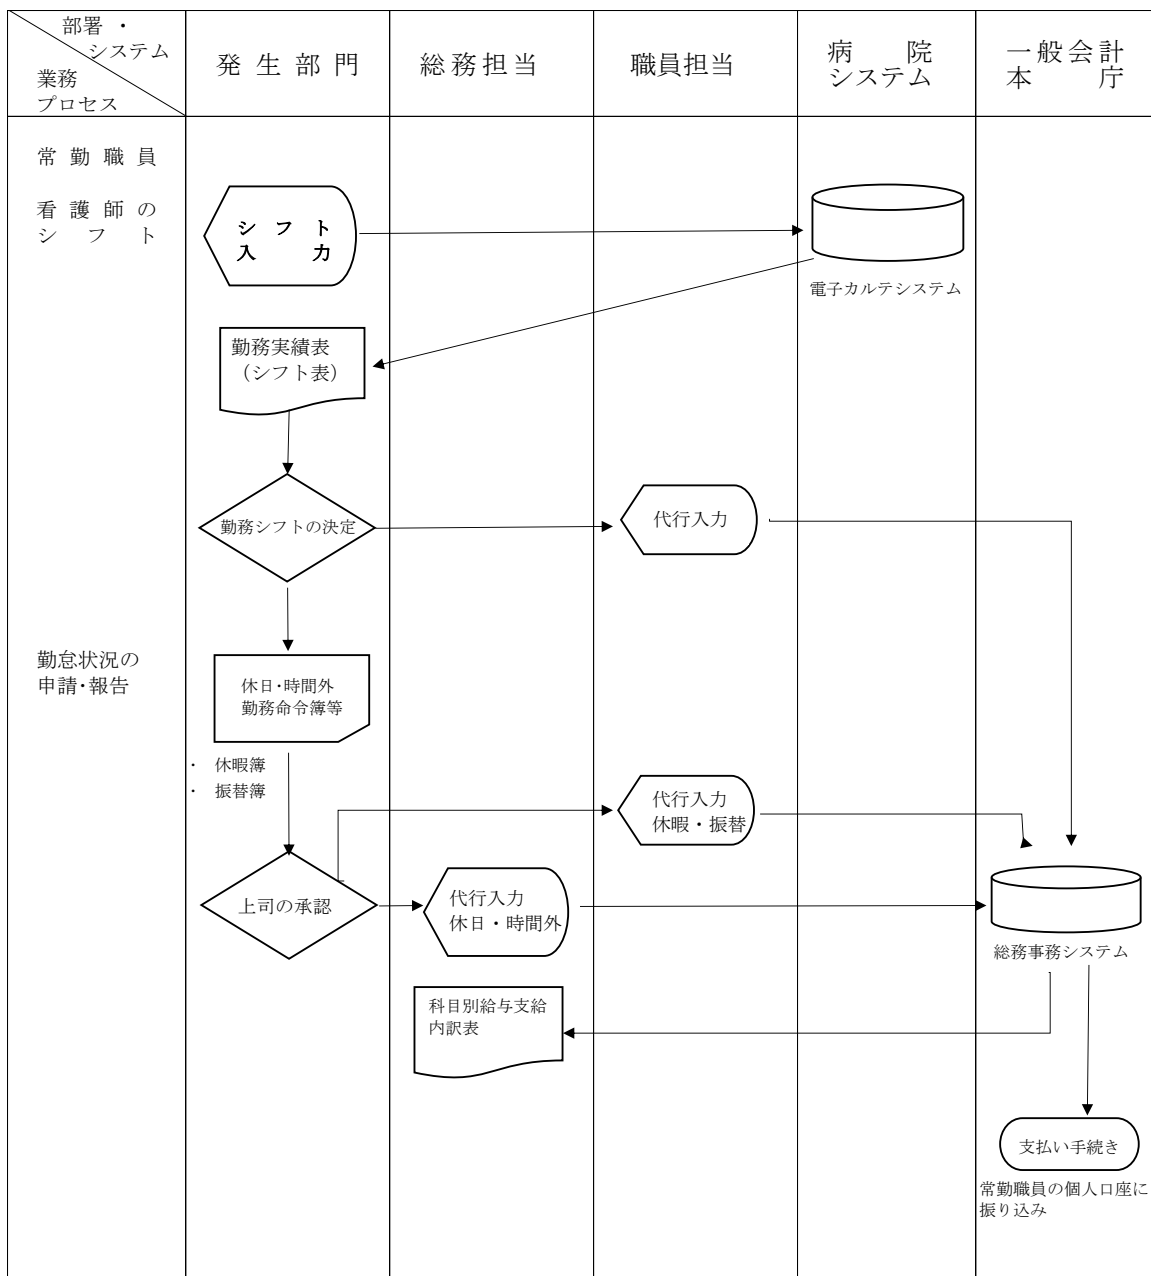 部署 ・
システム
業務
プロセス
発生部門
総務担当
職員担当
病院
システム
一般会計
本庁
常勤職員
看護師の
シフト
シフト
入力
電子カルテシステム
勤務実績表
（シフト表）
勤務シフトの決定
代行入力
勤怠状況の
申請・報告
休日・時間外
勤務命令簿等
・ 休暇簿
・ 振替簿
代行入力
休暇・振替
上司の承認
代行入力
休日・時間外
総務事務システム
科目別給与支給
内訳表
支払い手続き
常勤職員の個人口座に
振り込み